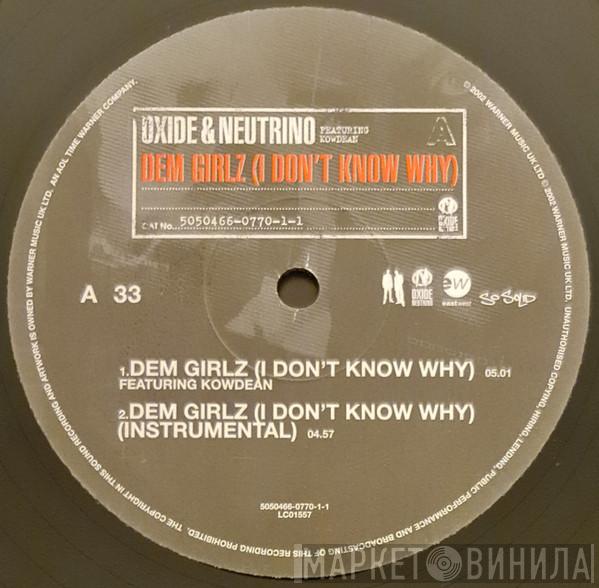 OXIDE & NEUTRINO FEATURING KOWDEAN A
DEM GIRLZ (I DON'T KNOW WHY)
CAT No... 5050466-0770-1-1
OXIDE
A 33
OXIDE
NEUTRINO
ew
eastwest
So Solid
1.DEM GIRLZ (I DON'T KNOW WHY) 05.01
FEATURING KOWDEAN
2.DEM GIRLZ (I DON'T KNOW WHY)
(INSTRUMENTAL) 04.57
5050466-0770-1-1
LC01557
℗ 2002 WARNER MUSIC UK LTD © 2002 WARNER MUSIC UK LTD. UNAUTHORISED COPYING, HIRING, LENDING, PUBLIC PERFORMANCE AND BROADCASTING OF THIS RECORDING PROHIBITED. THE COPYRIGHT IN THIS SOUND RECORDING AND ARTWORK IS OWNED BY WARNER MUSIC UK LTD. AN AOL TIME WARNER COMPANY.
МАРКЕТ ВИНИЛА